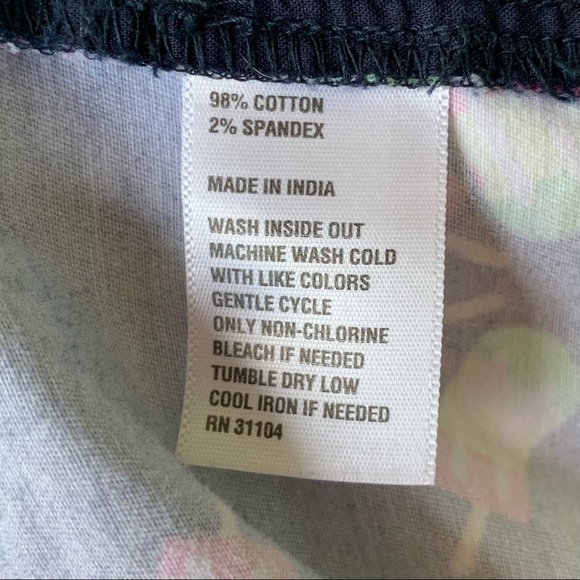 98% COTTON
2% SPANDEX
MADE IN INDIA
WASH INSIDE OUT
MACHINE WASH COLD
WITH LIKE COLORS
GENTLE CYCLE
ONLY NON-CHLORINE
BLEACH IF NEEDED
TUMBLE DRY LOW
COOL IRON IF NEEDED
RN 31104